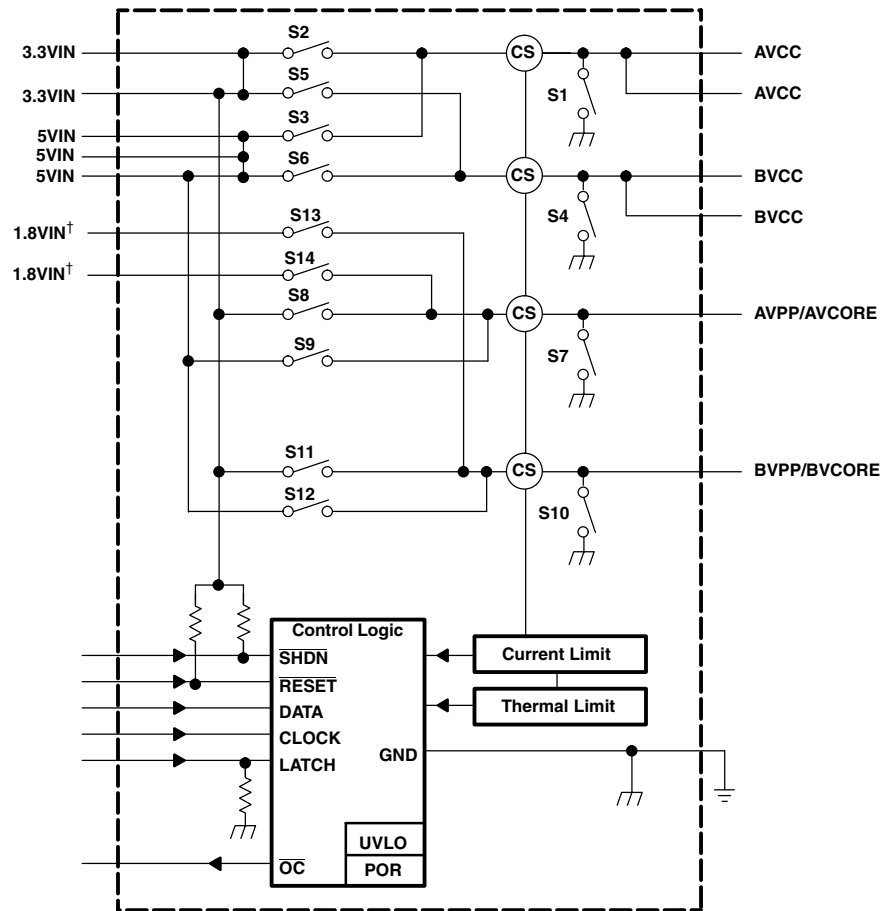 S2
3.3VIN
CS
AVCC
S5
3.3VIN
S1
AVCC
S3
5VIN
5VIN
S6
5VIN
CS
BVCC
S13
S4
BVCC
1.8VIN†
S14
1.8VIN†
S8
CS
AVPP/AVCORE
S9
S7
S11
CS
BVPP/BVCORE
S12
S10
Control Logic
SHDN
Current Limit
RESET
Thermal Limit
DATA
CLOCK
GND
LATCH
UVLO
OC
POR